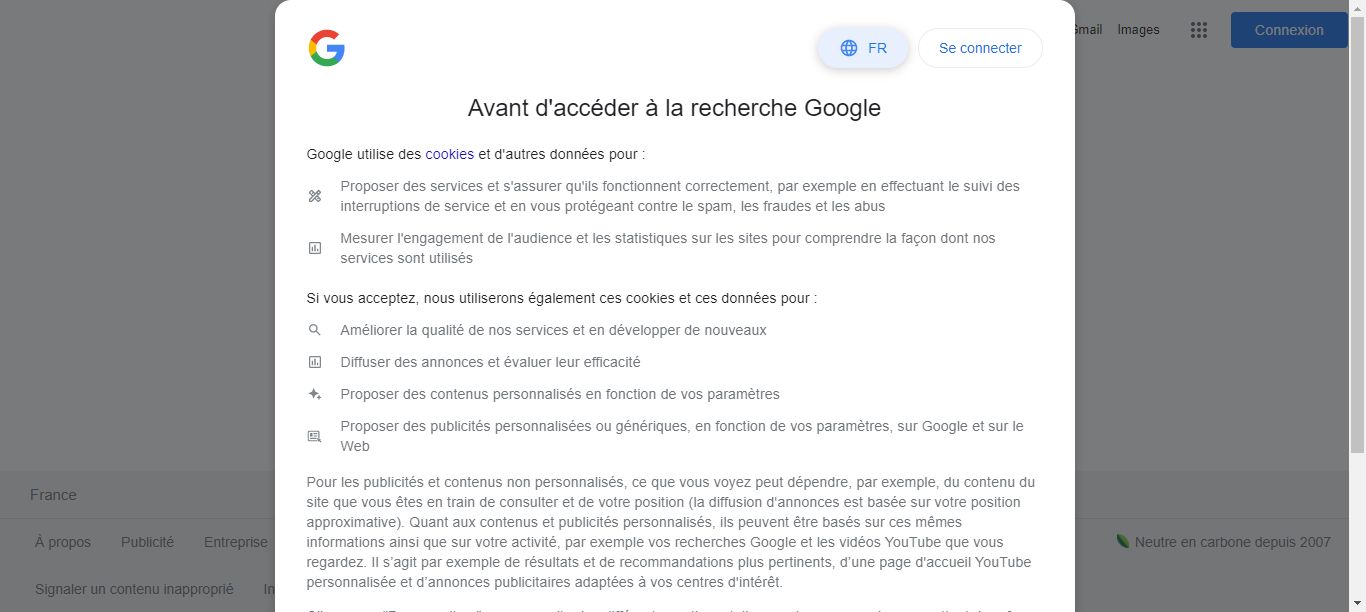 Gmail Images Connexion
FR Se connecter
Avant d'accéder à la recherche Google
Google utilise des cookies et d'autres données pour :
Proposer des services et s'assurer qu'ils fonctionnent correctement, par exemple en effectuant le suivi des
interruptions de service et en vous protégeant contre le spam, les fraudes et les abus
Mesurer l'engagement de l'audience et les statistiques sur les sites pour comprendre la façon dont nos
services sont utilisés
Si vous acceptez, nous utiliserons également ces cookies et ces données pour :
Améliorer la qualité de nos services et en développer de nouveaux
Diffuser des annonces et évaluer leur efficacité
Proposer des contenus personnalisés en fonction de vos paramètres
Proposer des publicités personnalisées ou génériques, en fonction de vos paramètres, sur Google et sur le
Web
Pour les publicités et contenus non personnalisés, ce que vous voyez peut dépendre, par exemple, du contenu du
site que vous êtes en train de consulter et de votre position (la diffusion d'annonces est basée sur votre position
approximative). Quant aux contenus et publicités personnalisés, ils peuvent être basés sur ces mêmes
informations ainsi que sur votre activité, par exemple vos recherches Google et les vidéos YouTube que vous
regardez. Il s’agit par exemple de résultats et de recommandations plus pertinents, d’une page d'accueil YouTube
personnalisée et d’annonces publicitaires adaptées à vos centres d'intérêt.
France
À propos Publicité Entreprise
Neutre en carbone depuis 2007
Signaler un contenu inapproprié